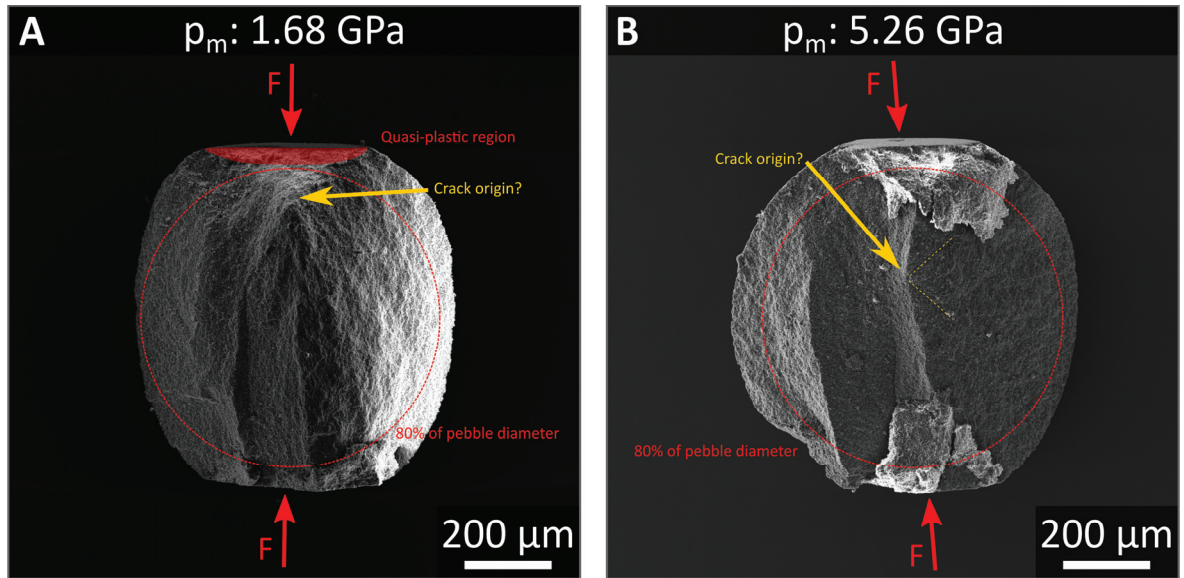 A
pm: 1.68 GPa
F
Quasi-plastic region
Crack origin?
80% of pebble diameter
F
200 µm
B
pm: 5.26 GPa
F
Crack origin?
80% of pebble diameter
F
200 µm